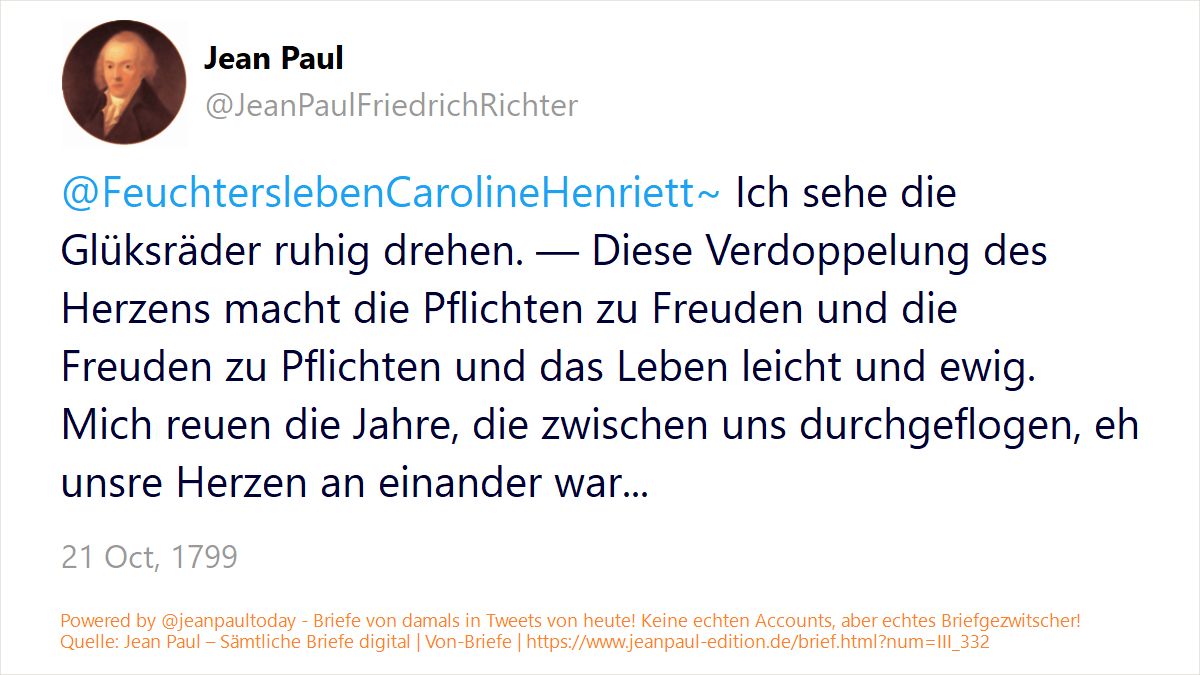 Jean Paul
@JeanPaulFriedrichRichter
@FeuchterslebenCarolineHenriett~ Ich sehe die
Glüksräder ruhig drehen. — Diese Verdoppelung des
Herzens macht die Pflichten zu Freuden und die
Freuden zu Pflichten und das Leben leicht und ewig.
Mich reuen die Jahre, die zwischen uns durchgeflogen, eh
unsre Herzen an einander war...
21 Oct, 1799
Powered by @jeanpaultoday - Briefe von damals in Tweets von heute! Keine echten Accounts, aber echtes Briefgezwitscher!
Quelle: Jean Paul – Sämtliche Briefe digital | Von-Briefe | https://www.jeanpaul-edition.de/brief.html?num=III_332